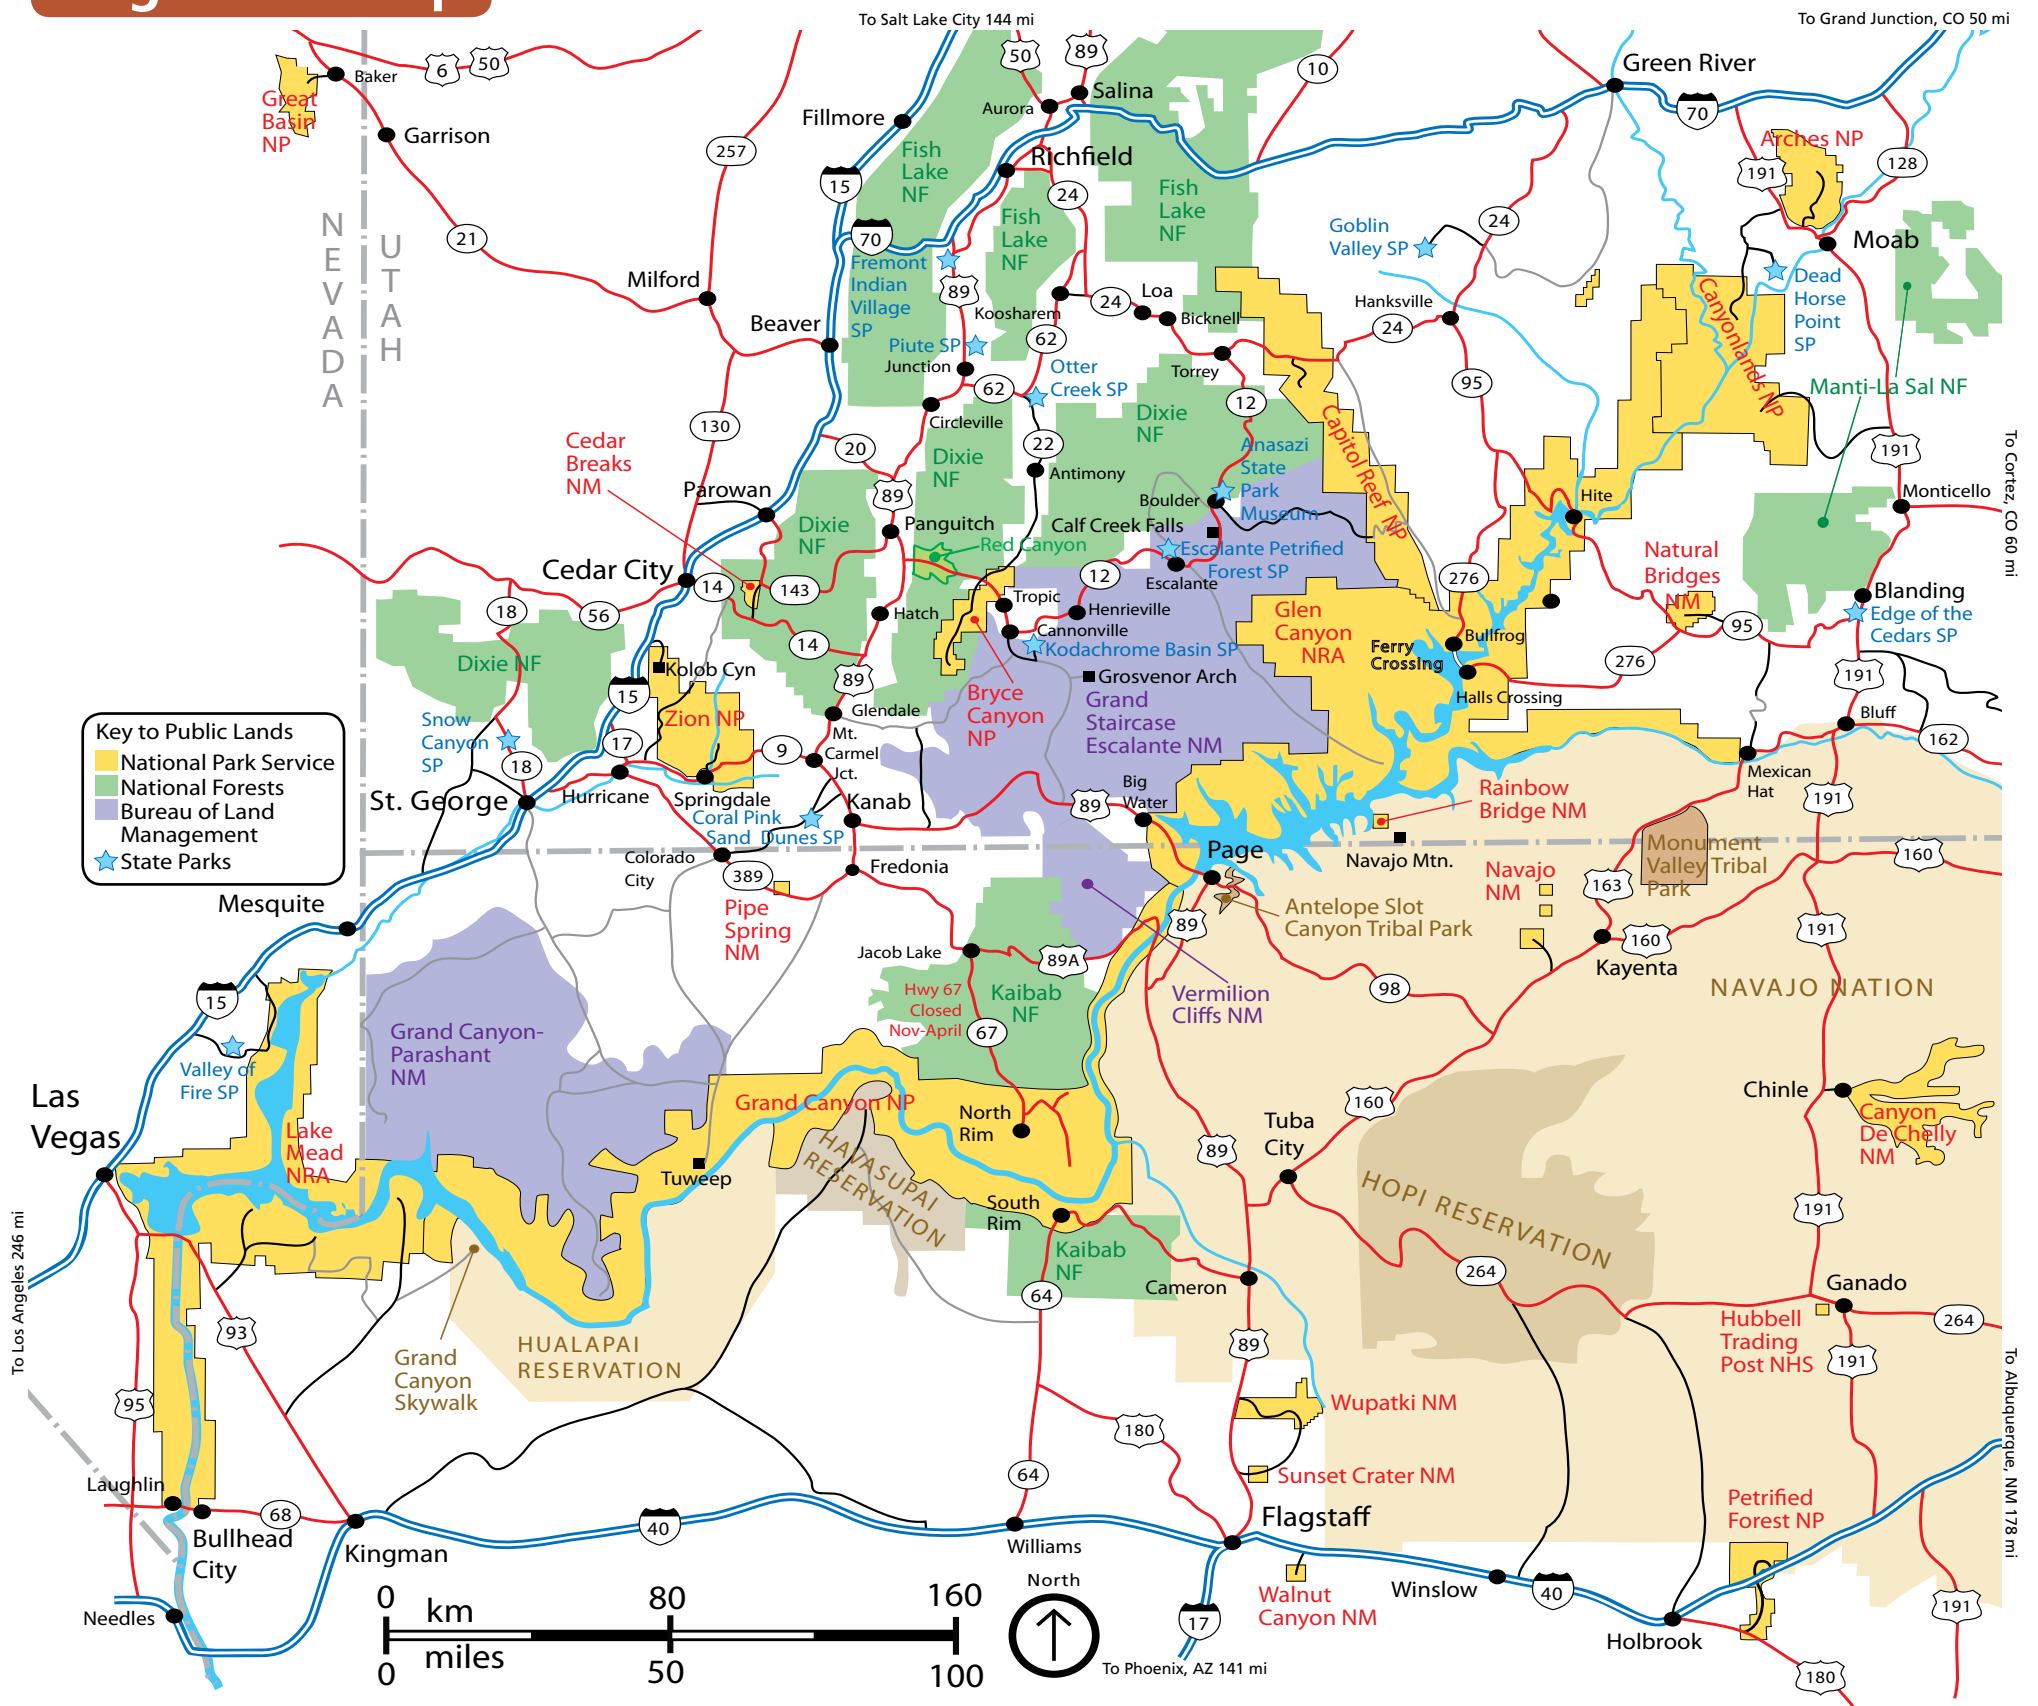 To Salt Lake City 144 mi
To Grand Junction, CO 50 mi
6
50
50
89
10
Green River
Baker
Salina
Aurora
70
Great
Basin
NP
Garrison
Fillmore
257
Fish
Lake
NF
Richfield
Arches NP
191
128
15
24
Fish
Lake
NF
Fish
Lake
NF
NEVADA
UTAH
21
70
Goblin
Valley SP
24
Moab
Milford
Fremont
Indian
Village
SP
89
Koosharem
24
Loa
Bicknell
Hanksville
24
Dead
Horse
Point
SP
Canyonlands NP
Beaver
Piute SP
Junction
62
Otter
Creek SP
62
Torrey
12
95
Manti-La Sal NF
Circleville
Dixie
NF
Capitol Reef NP
130
20
22
Dixie
NF
Antimony
Anasazi
State
Park
Museum
191
To Cortez, CO 60 mi
Cedar
Breaks
NM
Parowan
89
Panguitch
Boulder
Calf Creek Falls
Hite
Monticello
Dixie
NF
Red Canyon
Escalante Petrified
Forest SP
Escalante
Natural
Bridges
NM
Cedar City
14
143
12
276
Blanding
Edge of the
Cedars SP
18
56
Hatch
Tropic
Henrieville
Cannonville
Kodachrome Basin SP
Glen
Canyon
NRA
Ferry
Crossing
Bullfrog
95
14
Dixie NF
Kolob Cyn
89
Grosvenor Arch
276
191
15
Zion NP
Glendale
Bryce
Canyon
NP
Grand
Staircase
Escalante NM
Halls Crossing
Bluff
Key to Public Lands
National Park Service
National Forests
Bureau of Land
Management
State Parks
Snow
Canyon
SP
17
18
9
Mt.
Carmel
Jct.
162
St. George
Hurricane
Springdale
Coral Pink
Sand Dunes SP
Kanab
89
Big
Water
Rainbow
Bridge NM
Mexican
Hat
191
Colorado
City
389
Fredonia
Page
Navajo Mtn.
Monument
Valley Tribal
Park
160
Mesquite
Pipe
Spring
NM
Navajo
NM
163
Antelope Slot
Canyon Tribal Park
89
191
Jacob Lake
89A
160
Kayenta
15
Hwy 67
Closed
Nov-April
Kaibab
NF
67
Vermilion
Cliffs NM
98
NAVAJO NATION
Grand Canyon-
Parashant
NM
Valley of
Fire SP
Las
Vegas
Grand Canyon NP
North
Rim
160
Chinle
Canyon
De Chelly
NM
Lake
Mead
NRA
Tuweep
HAVASUPAI
RESERVATION
Tuba
City
89
HOPI RESERVATION
191
South
Rim
To Los Angeles 246 mi
Kaibab
NF
Cameron
264
Ganado
64
93
HUALAPAI
RESERVATION
89
Hubbell
Trading
Post NHS
264
191
Grand
Canyon
Skywalk
95
Wupatki NM
180
To Albuquerque, NM 178 mi
Laughlin
64
Sunset Crater NM
68
Bullhead
City
Kingman
40
Williams
Flagstaff
Petrified
Forest NP
0
80
160
km
miles
0
50
100
North
Walnut
Canyon NM
Winslow
40
191
Needles
17
Holbrook
To Phoenix, AZ 141 mi
180